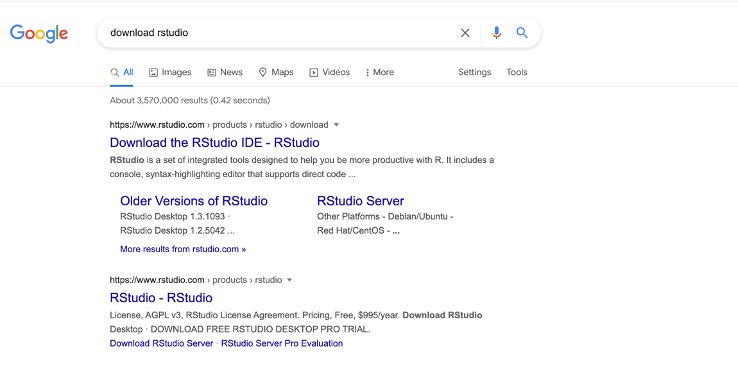 Google
download rstudio
All Images News Maps Videos More Settings Tools
About 3,570,000 results (0.42 seconds)
https://www.rstudio.com › products › rstudio › download
Download the RStudio IDE - RStudio
RStudio is a set of integrated tools designed to help you be more productive with R. It includes a
console, syntax-highlighting editor that supports direct code ...
Older Versions of RStudio
RStudio Desktop 1.3.1093 ·
RStudio Desktop 1.2.5042 ...
RStudio Server
Other Platforms - Debian/Ubuntu -
Red Hat/CentOS - ...
More results from rstudio.com »
https://www.rstudio.com › products › rstudio
RStudio - RStudio
License, AGPL v3, RStudio License Agreement. Pricing, Free, $995/year. Download RStudio
Desktop · DOWNLOAD FREE RSTUDIO DESKTOP PRO TRIAL.
Download RStudio Server · RStudio Server Pro Evaluation